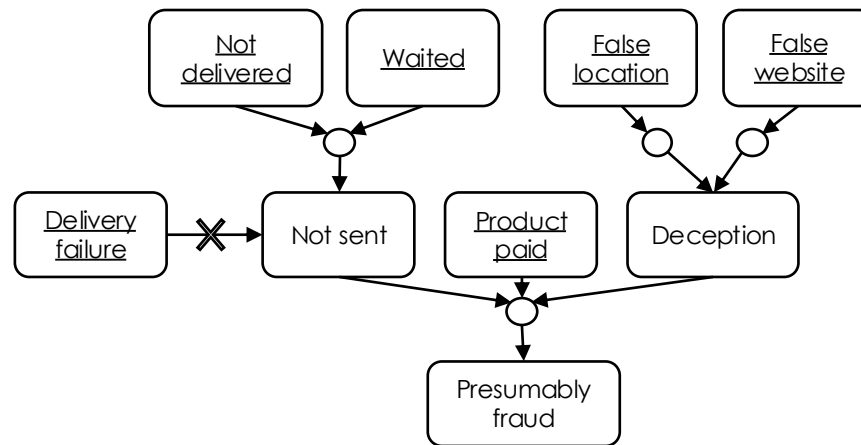 Not
delivered
Waited
False
location
False
website
Delivery
failure
Not sent
Product
paid
Deception
Presumably
fraud